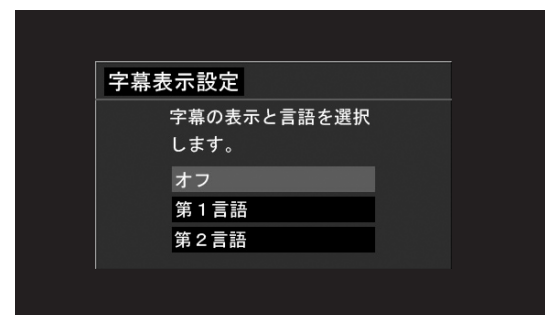 字幕表示設定
字幕の表示と言語を選択
します。
オフ
第１言語
第２言語